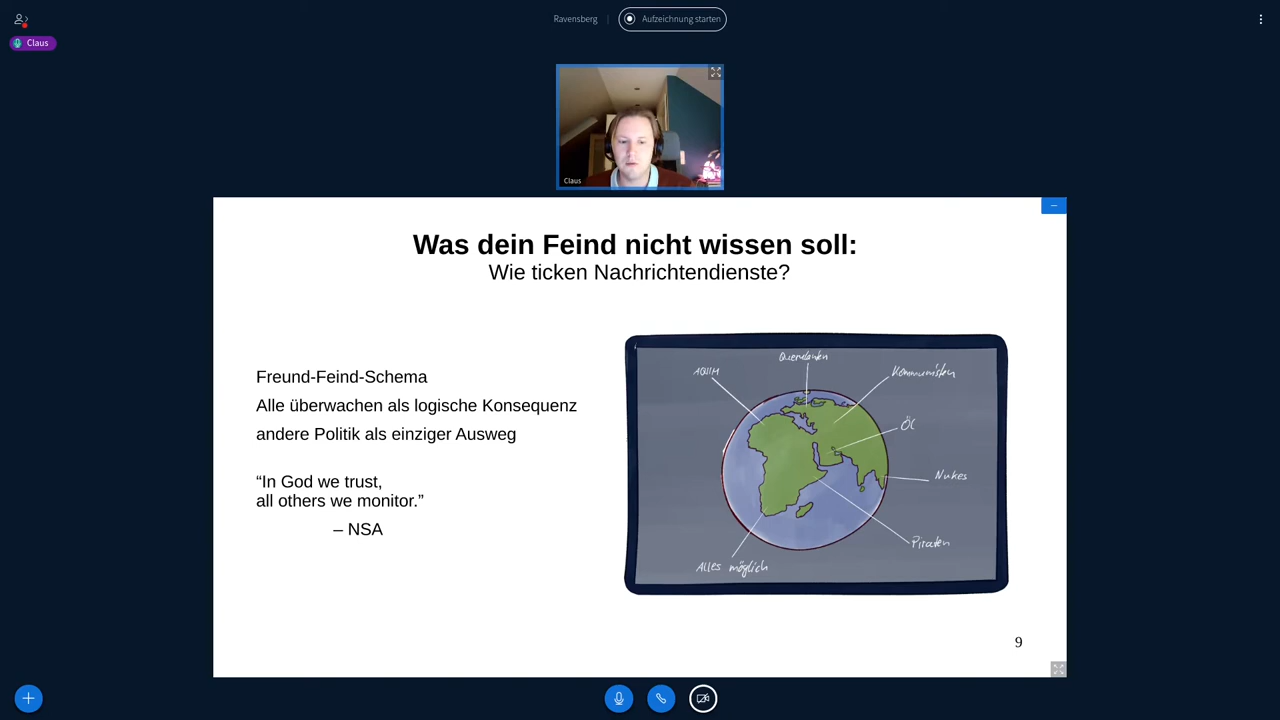 Ravensberg
Aufzeichnung starten
Claus
Claus
Was dein Feind nicht wissen soll:
Wie ticken Nachrichtendienste?
Freund-Feind-Schema
Alle überwachen als logische Konsequenz
andere Politik als einziger Ausweg
“In God we trust,
all others we monitor.”
– NSA
AQIM
Querdenken
Kommunisten
Öl
Nukes
Piraten
Alles möglich
9